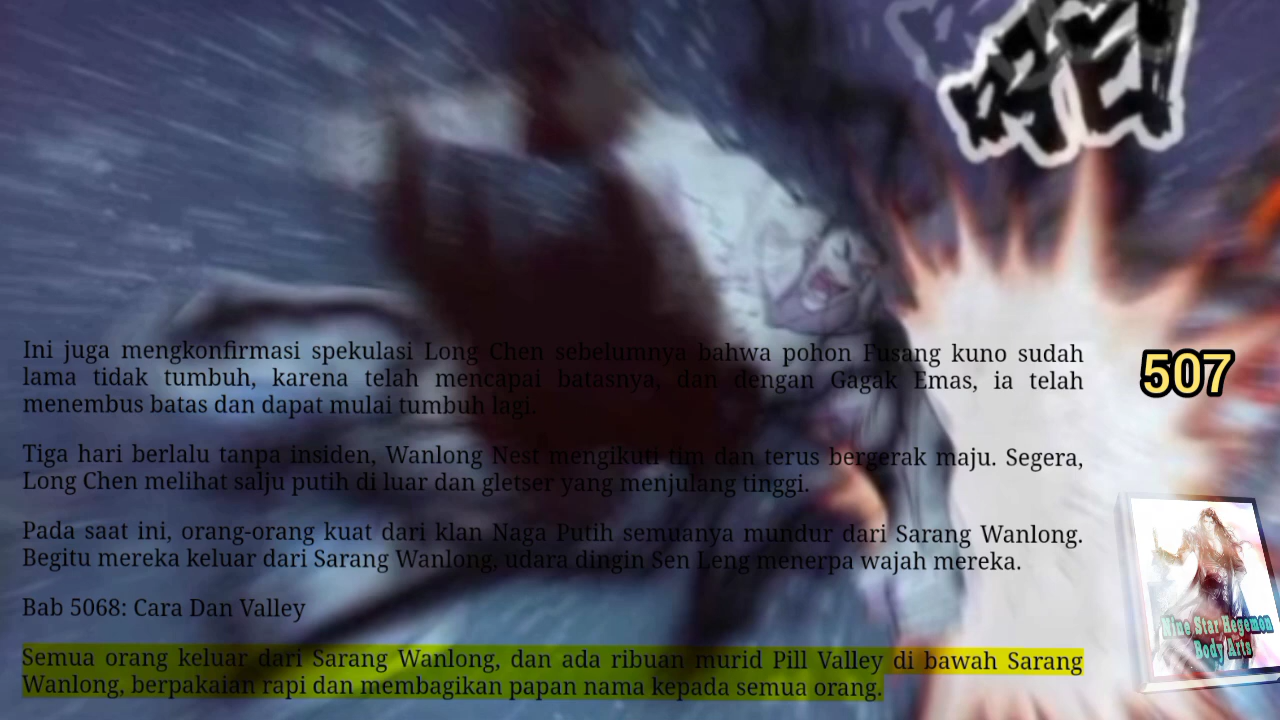 Ini juga mengkonfirmasi spekulasi Long Chen sebelumnya bahwa pohon Fusang kuno sudah
lama tidak tumbuh, karena telah mencapai batasnya, dan dengan Gagak Emas, ia telah
menembus batas dan dapat mulai tumbuh lagi.
507
Tiga hari berlalu tanpa insiden, Wanlong Nest mengikuti tim dan terus bergerak maju. Segera,
Long Chen melihat salju putih di luar dan gletser yang menjulang tinggi.
Pada saat ini, orang-orang kuat dari klan Naga Putih semuanya mundur dari Sarang Wanlong.
Begitu mereka keluar dari Sarang Wanlong, udara dingin Sen Leng menerpa wajah mereka.
Bab 5068: Cara Dan Valley
Semua orang keluar dari Sarang Wanlong, dan ada ribuan murid Pill Valley di bawah Sarang
Wanlong, berpakaian rapi dan membagikan papan nama kepada semua orang.
Nine Star Hegemon
Body Arts